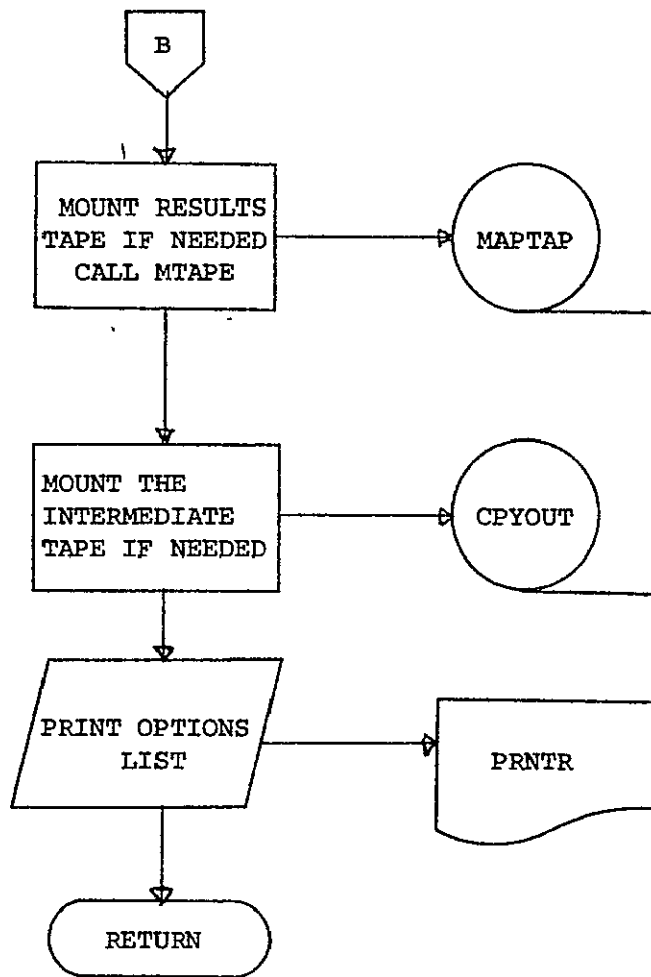 B
MOUNT RESULTS
TAPE IF NEEDED
CALL MTAPE
MAPTAP
MOUNT THE
INTERMEDIATE
TAPE IF NEEDED
CPYOUT
PRINT OPTIONS
LIST
PRNTR
RETURN